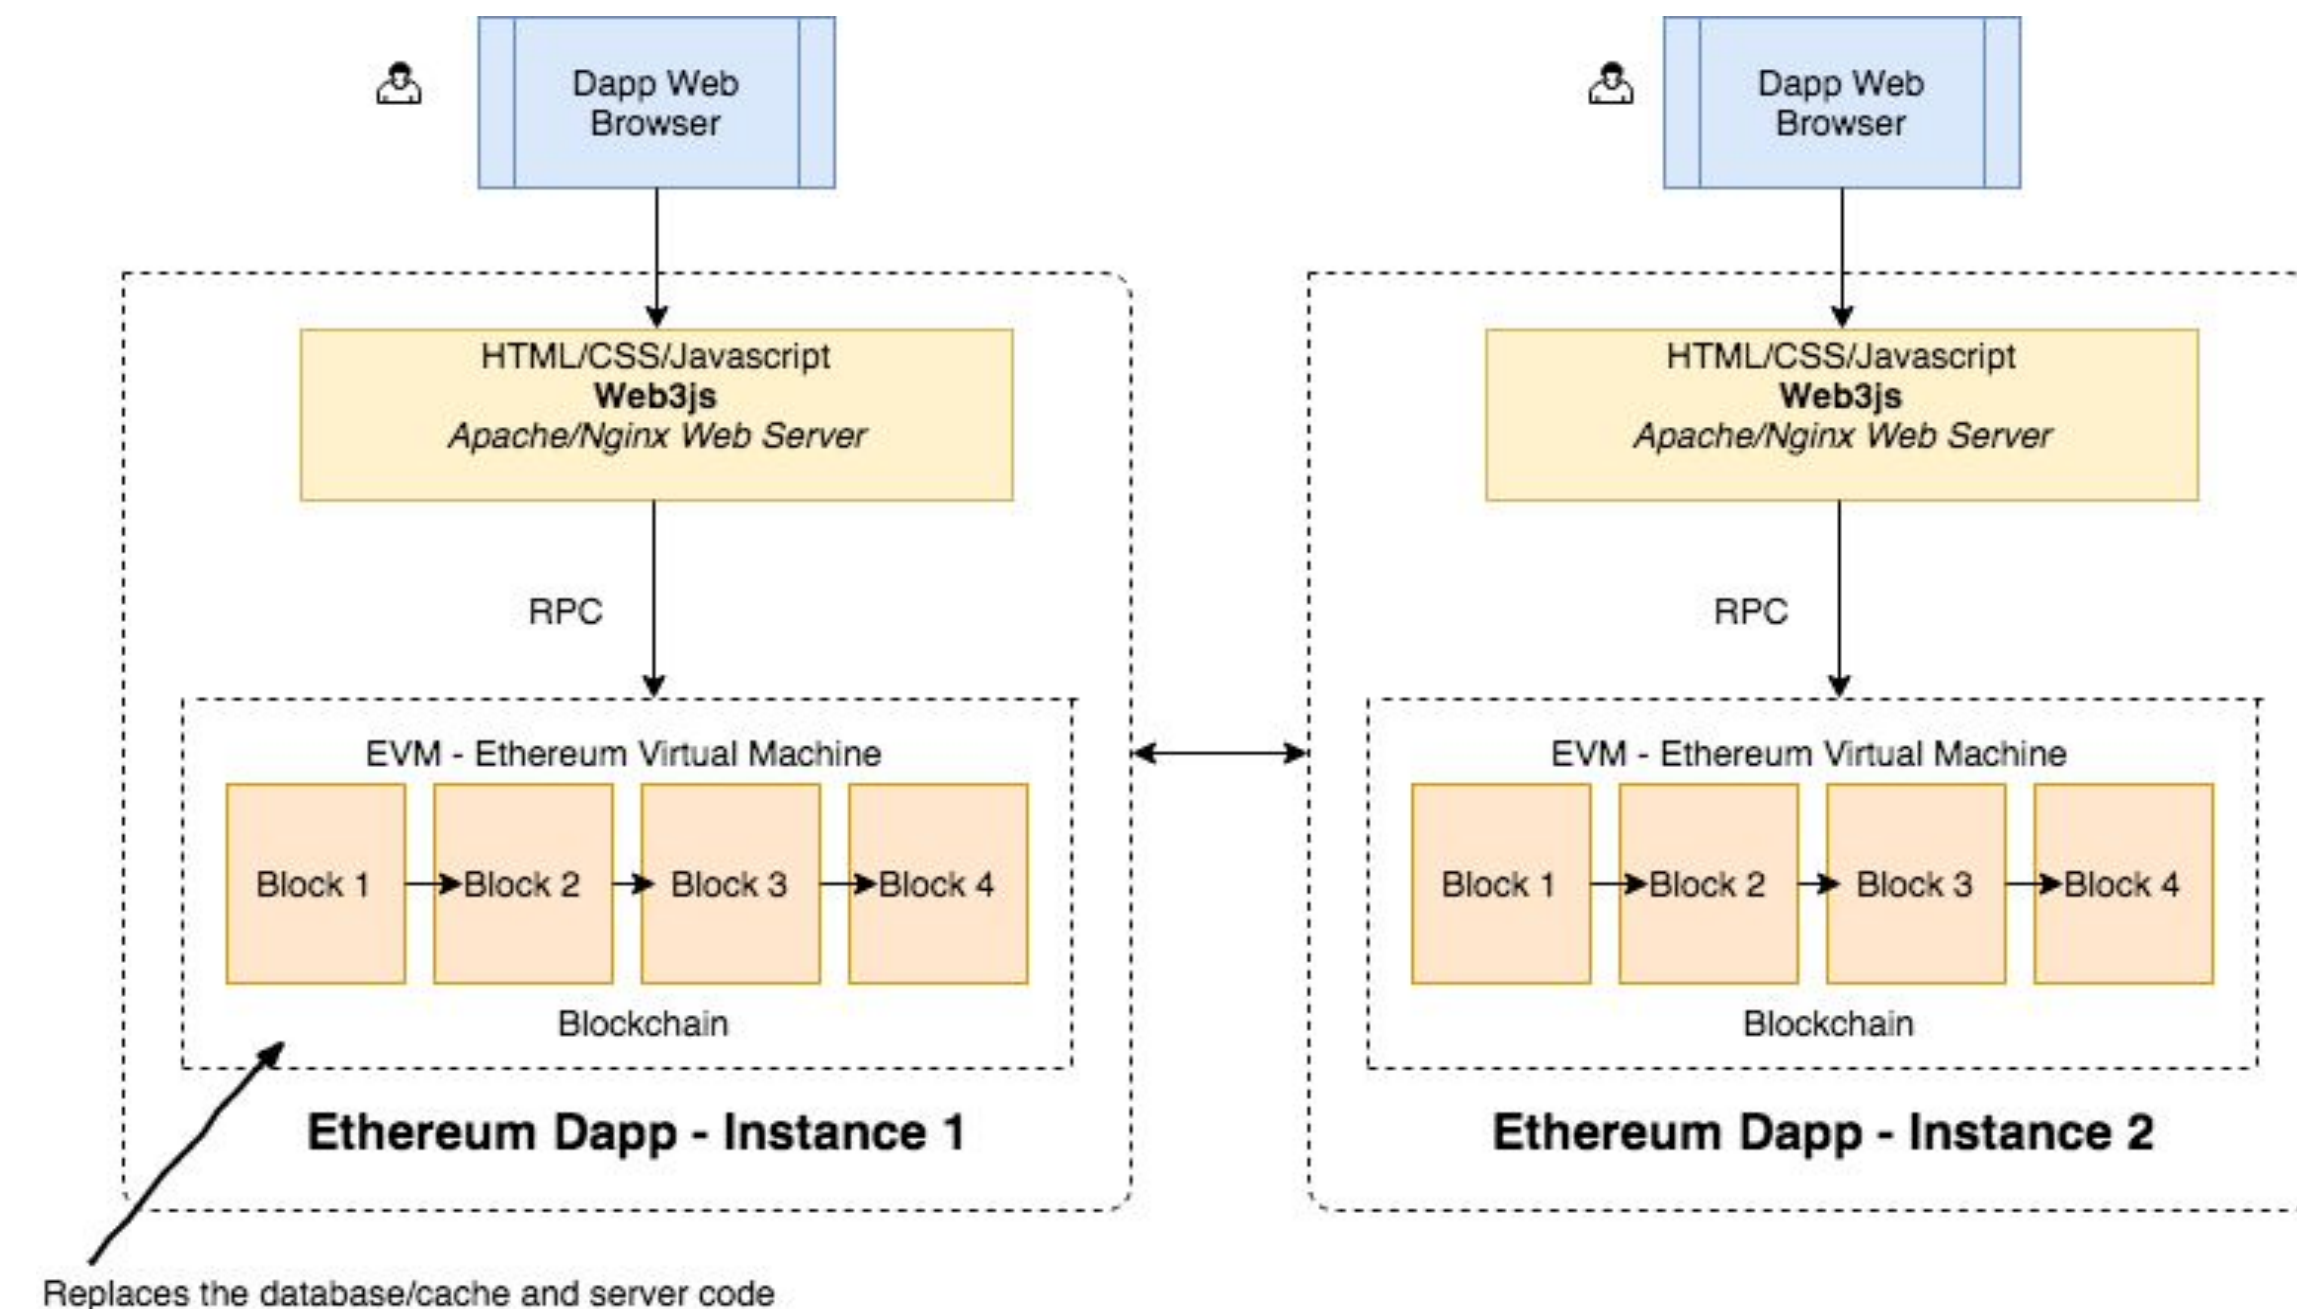 Dapp Web
Browser
HTML/CSS/Javascript
Web3js
Apache/Nginx Web Server
RPC
EVM - Ethereum Virtual Machine
Block 1
Block 2
Block 3
Block 4
Blockchain
Ethereum Dapp - Instance 1
Replaces the database/cache and server code
Dapp Web
Browser
HTML/CSS/Javascript
Web3js
Apache/Nginx Web Server
RPC
EVM - Ethereum Virtual Machine
Block 1
Block 2
Block 3
Block 4
Blockchain
Ethereum Dapp - Instance 2